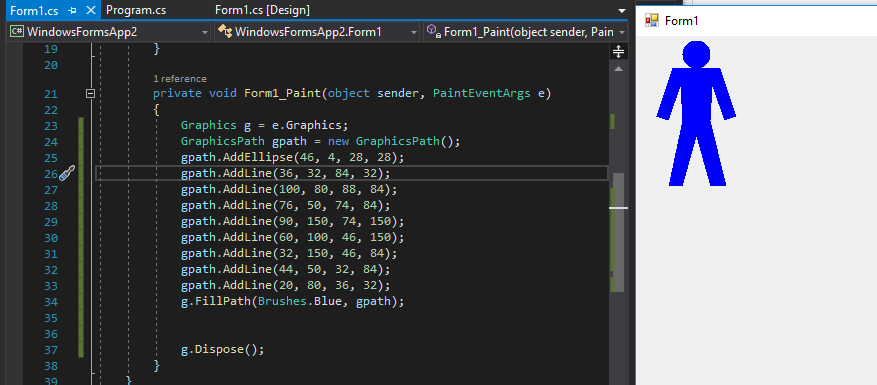 Form1.cs Program.cs Form1.cs [Design]
C# WindowsFormsApp2 WindowsFormsApp2.Form1 Form1_Paint(object sender, Pain
19 }
20
1 reference
21 private void Form1_Paint(object sender, PaintEventArgs e)
22 {
23 Graphics g = e.Graphics;
24 GraphicsPath gpath = new GraphicsPath();
25 gpath.AddEllipse(46, 4, 28, 28);
26 gpath.AddLine(36, 32, 84, 32);
27 gpath.AddLine(100, 80, 88, 84);
28 gpath.AddLine(76, 50, 74, 84);
29 gpath.AddLine(90, 150, 74, 150);
30 gpath.AddLine(60, 100, 46, 150);
31 gpath.AddLine(32, 150, 46, 84);
32 gpath.AddLine(44, 50, 32, 84);
33 gpath.AddLine(20, 80, 36, 32);
34 g.FillPath(Brushes.Blue, gpath);
35
36
37 g.Dispose();
38 }
39 }
Form1